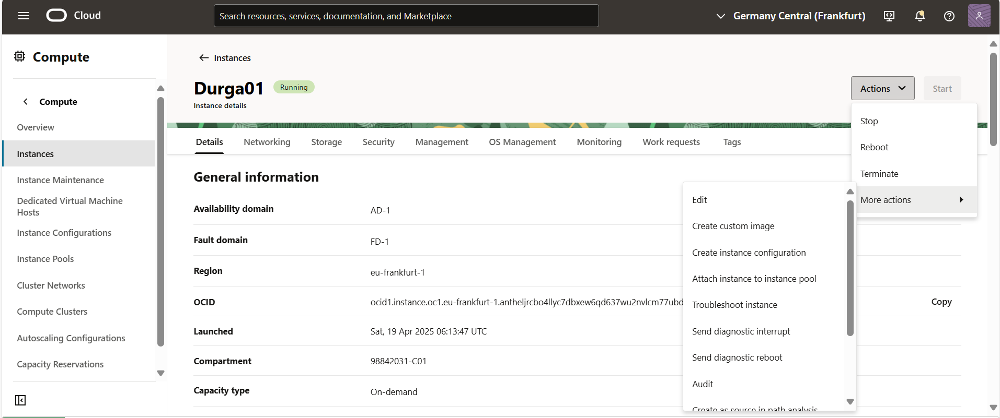 Cloud
Search resources, services, documentation, and Marketplace
Germany Central (Frankfurt)
Compute
Compute
Overview
Instances
Instance Maintenance
Dedicated Virtual Machine
Hosts
Instance Configurations
Instance Pools
Cluster Networks
Compute Clusters
Autoscaling Configurations
Capacity Reservations
Instances
Durga01
Running
Instance details
Actions
Start
Details
Networking
Storage
Security
Management
OS Management
Monitoring
Work requests
Tags
General information
Availability domain
AD-1
Fault domain
FD-1
Region
eu-frankfurt-1
OCID
ocid1.instance.oc1.eu-frankfurt-1.antheljrcbo4llyc7dbxew6qd637wu2nvlcm77ubd
Copy
Launched
Sat, 19 Apr 2025 06:13:47 UTC
Compartment
98842031-C01
Capacity type
On-demand
Stop
Reboot
Terminate
More actions
Edit
Create custom image
Create instance configuration
Attach instance to instance pool
Troubleshoot instance
Send diagnostic interrupt
Send diagnostic reboot
Audit
Create as source in path analysis